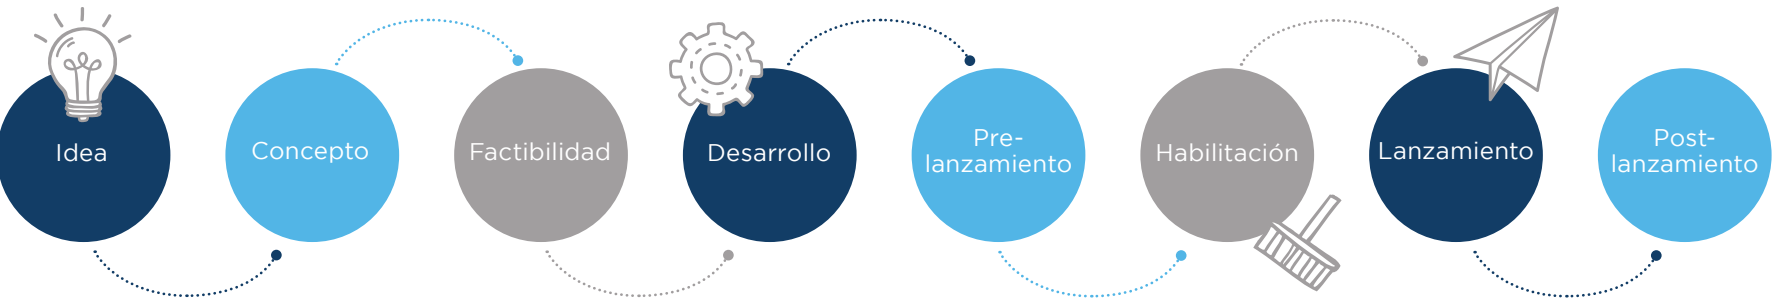 Idea
Concepto
Factibilidad
Desarrollo
Pre-
lanzamiento
Habilitación
Lanzamiento
Post-
lanzamiento